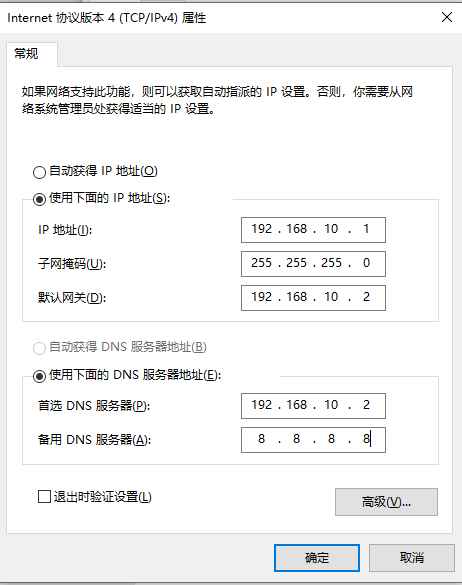 Internet 协议版本 4 (TCP/IPv4) 属性
常规
如果网络支持此功能，则可以获取自动指派的 IP 设置。否则，你需要从网
络系统管理员处获得适当的 IP 设置。
自动获得 IP 地址(O)
使用下面的 IP 地址(S):
IP 地址(I): 192 . 168 . 10 . 1
子网掩码(U): 255 . 255 . 255 . 0
默认网关(D): 192 . 168 . 10 . 2
自动获得 DNS 服务器地址(B)
使用下面的 DNS 服务器地址(E):
首选 DNS 服务器(P): 192 . 168 . 10 . 2
备用 DNS 服务器(A): 8 . 8 . 8 . 8
退出时验证设置(L)
高级(V)...
确定 取消